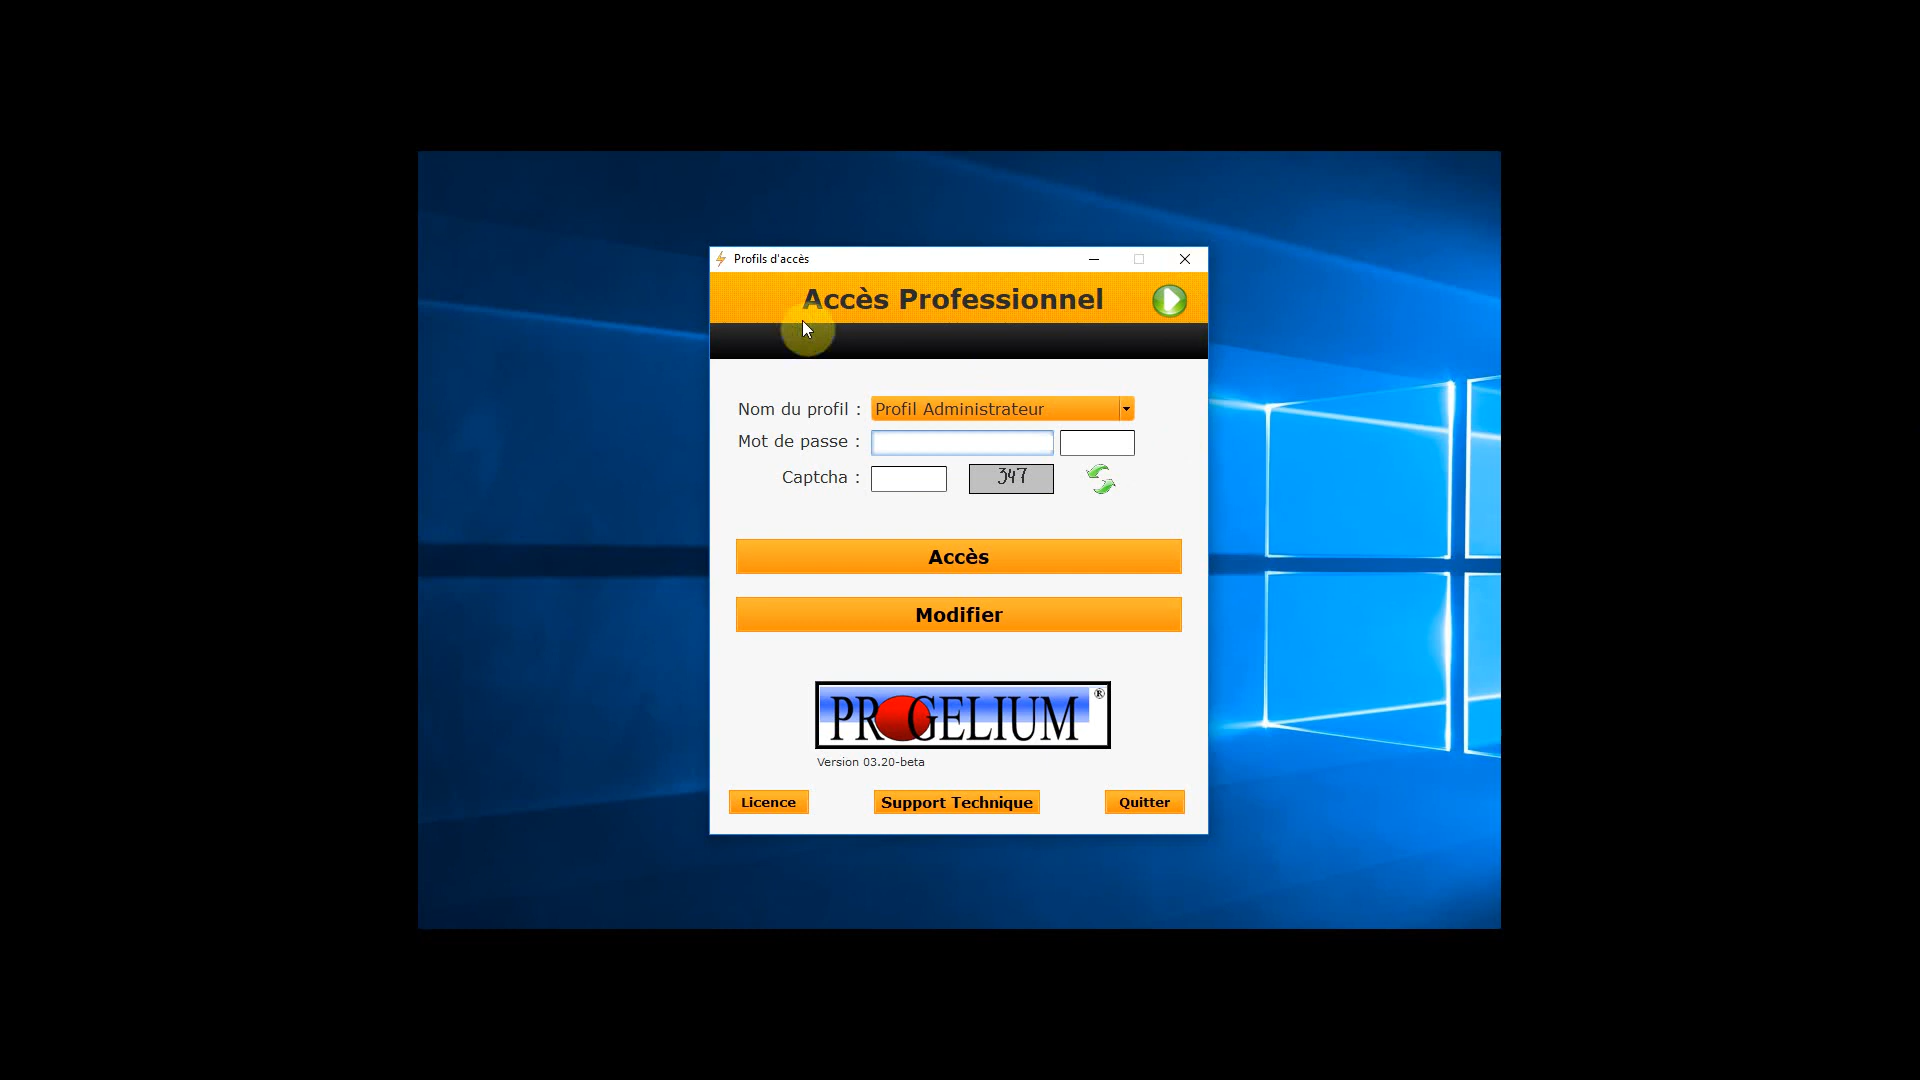 Profils d'accès
Accès Professionnel
Nom du profil : Profil Administrateur
Mot de passe :
Captcha : 347
Accès
Modifier
PROGELIUM ®
Version 03.20-beta
Licence Support Technique Quitter